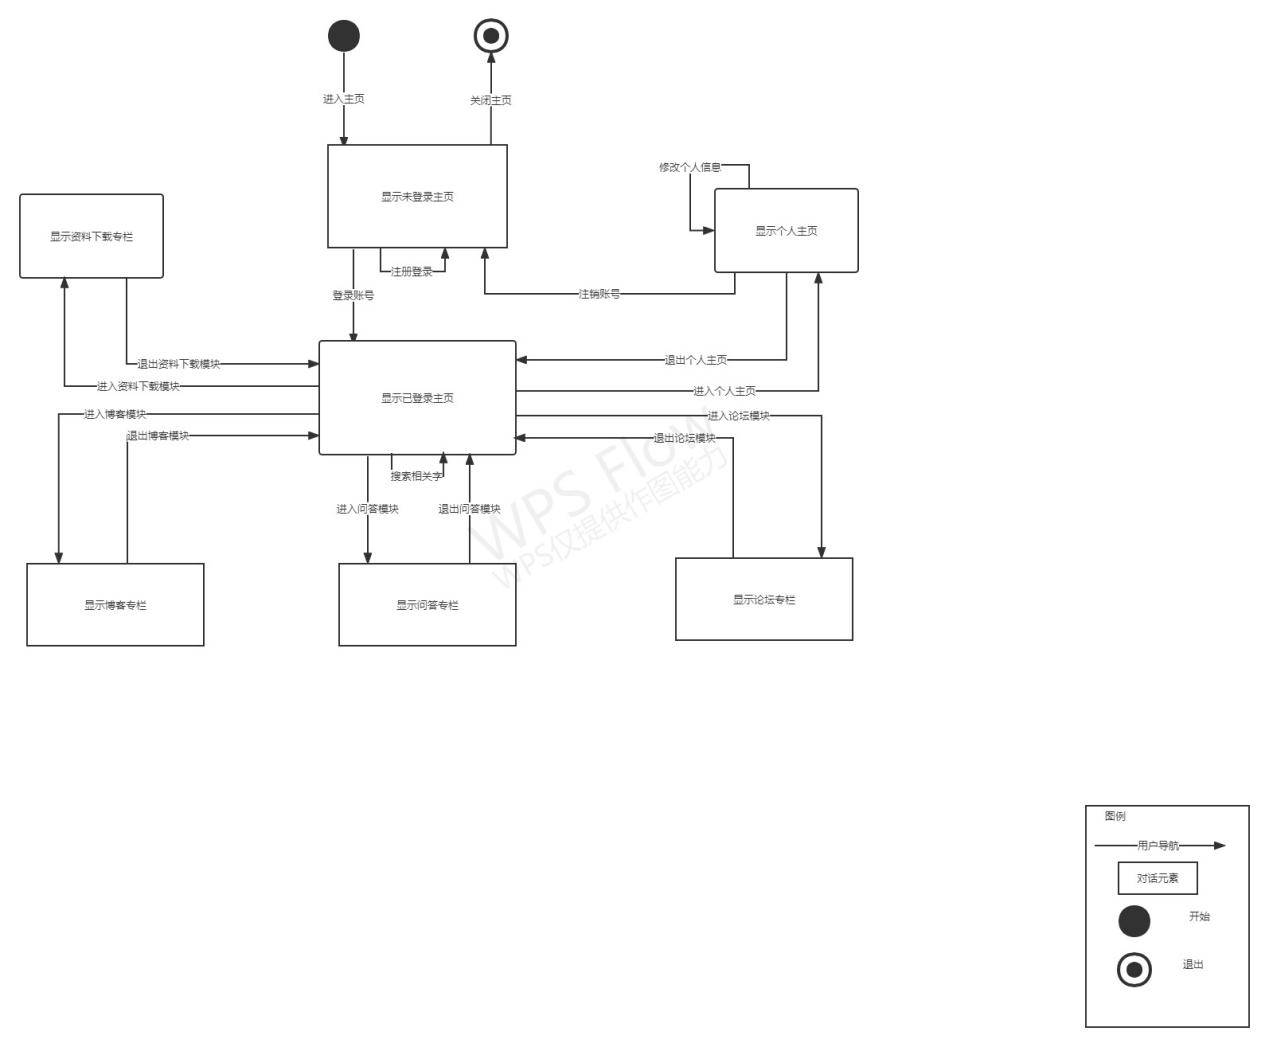 进入主页
关闭主页
显示未登录主页
修改个人信息
显示个人主页
显示资料下载专栏
注册登录
登录账号
注销账号
退出资料下载模块
退出个人主页
进入资料下载模块
进入个人主页
显示已登录主页
进入博客模块
进入论坛模块
退出博客模块
退出论坛模块
搜索相关字
进入问答模块
退出问答模块
WPS Flow
WPS仅提供作图能力
显示博客专栏
显示问答专栏
显示论坛专栏
图例
用户导航
对话元素
开始
退出